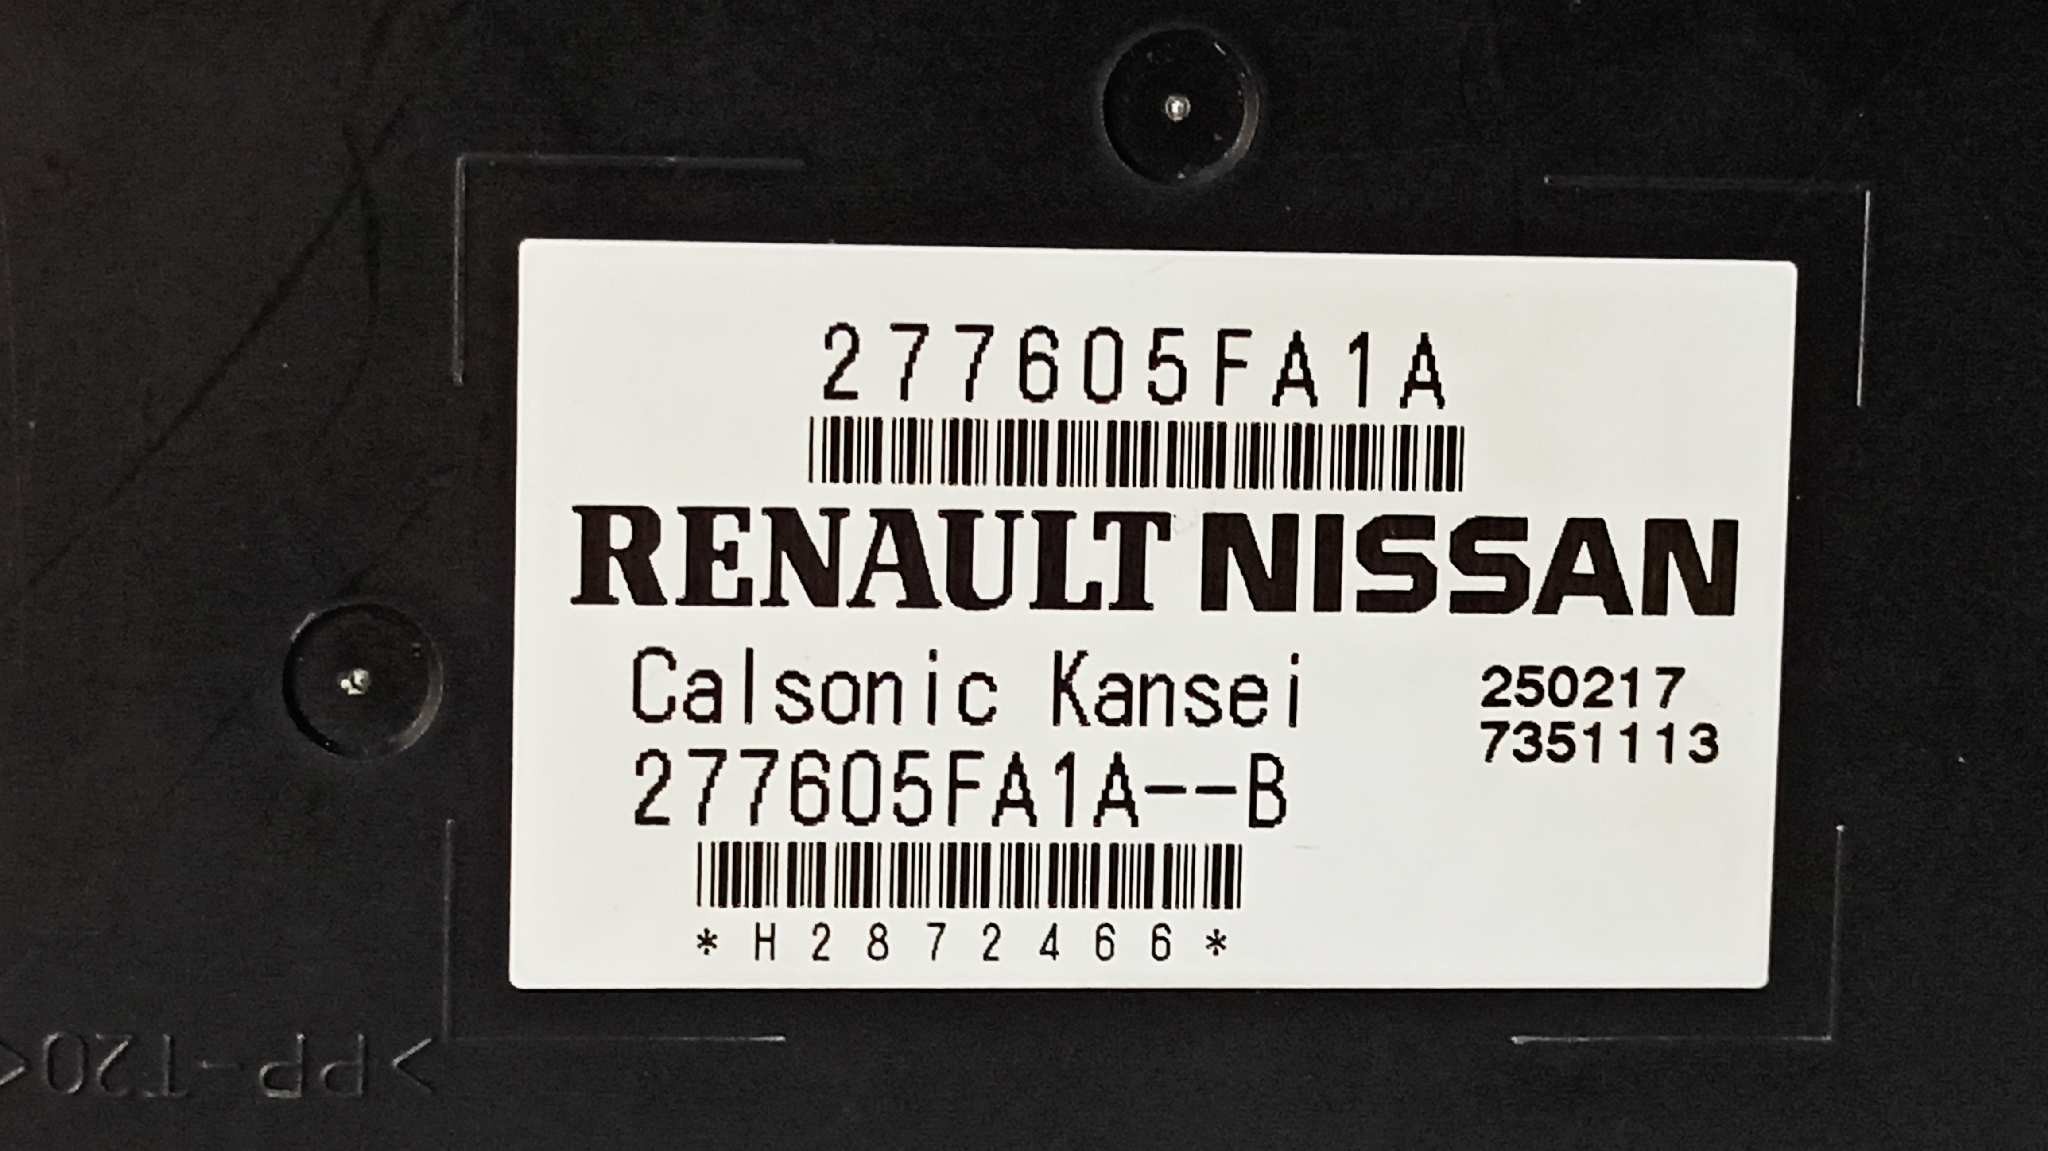 277605FA1A
RENAULT NISSAN
Calsonic Kansei
250217
7351113
277605FA1A--B
*H2872466*
>PP-T20<